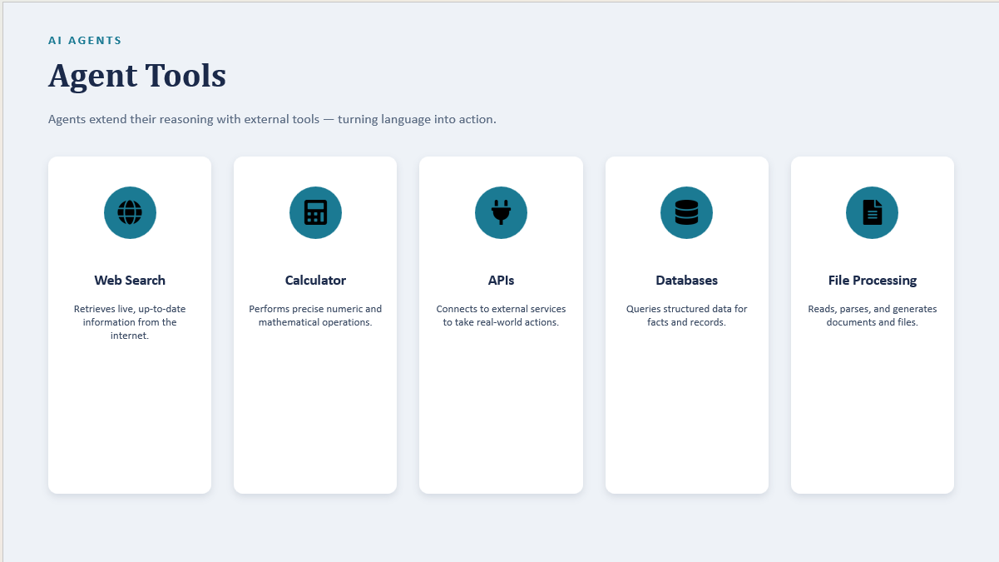 AI AGENTS
Agent Tools
Agents extend their reasoning with external tools — turning language into action.
Web Search
Retrieves live, up-to-date
information from the
internet.
Calculator
Performs precise numeric and
mathematical operations.
APIs
Connects to external services
to take real-world actions.
Databases
Queries structured data for
facts and records.
File Processing
Reads, parses, and generates
documents and files.